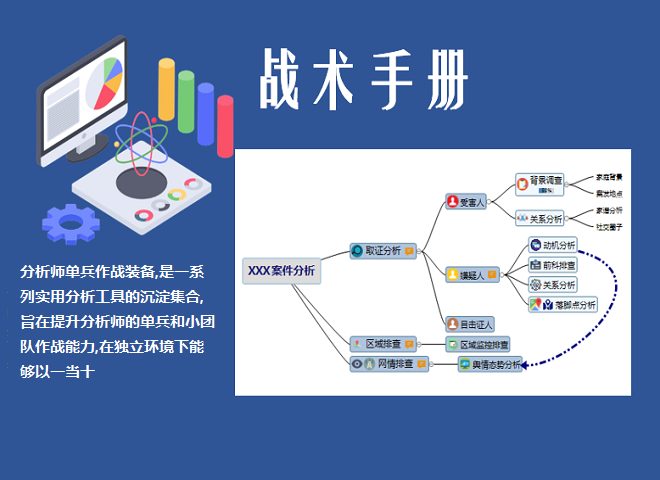 战术手册
分析师单兵作战装备,是一系
列实用分析工具的沉淀集合,
旨在提升分析师的单兵和小团
队作战能力,在独立环境下能
够以一当十
XXX案件分析
取证分析
受害人
背景调查
家庭背景
案发地点
关系分析
家谱分析
社交圈子
嫌疑人
动机分析
前科排查
关系分析
落脚点分析
目击证人
区域排查
区域监控排查
网情排查
舆情态势分析